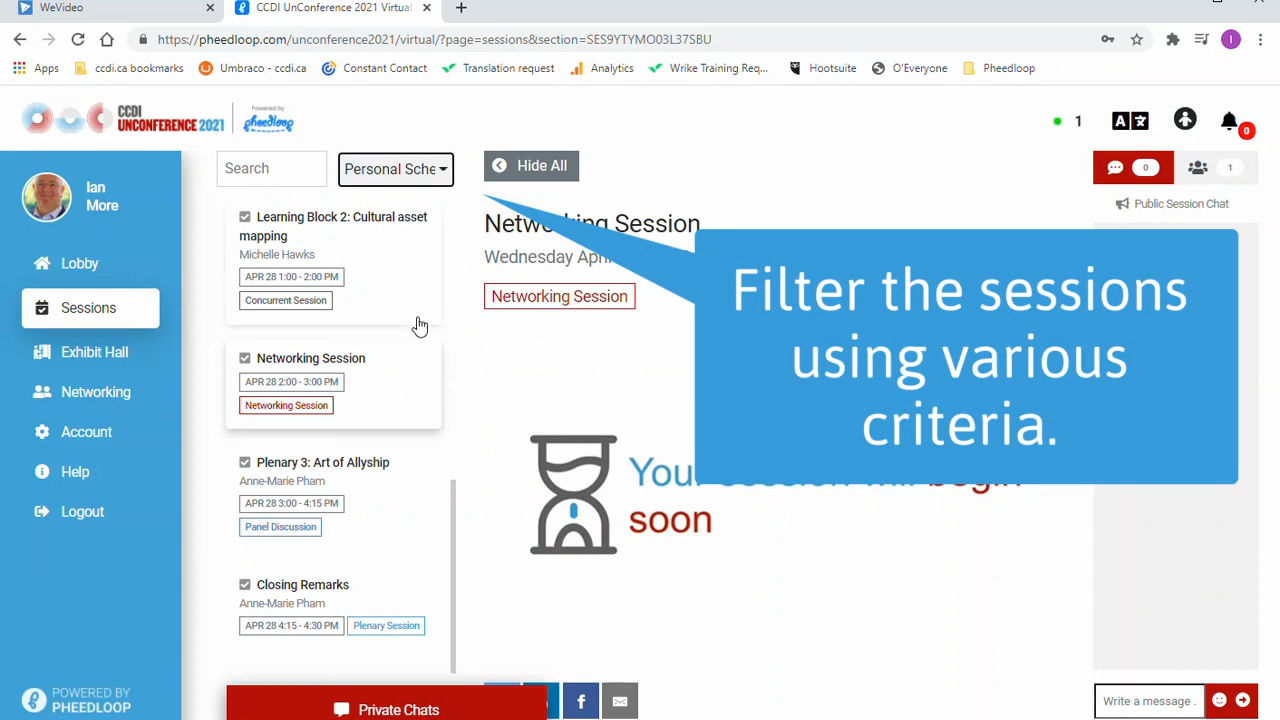 WeVideo
CCDI UnConference 2021 Virtual
https://pheedloop.com/unconference2021/virtual/?page=sessions&section=SES9YTYMO03L37SBU
Apps
ccdi.ca bookmarks
Umbraco - ccdi.ca
Constant Contact
Translation request
Analytics
Wrike Training Req...
Hootsuite
O'Everyone
Pheedloop
CCDI
UNCONFERENCE 2021
Powered by
pheedloop
1
A
0
Ian
More
Lobby
Sessions
Exhibit Hall
Networking
Account
Help
Logout
POWERED BY
PHEEDLOOP
Search
Personal Sche
Learning Block 2: Cultural asset
mapping
Michelle Hawks
APR 28 1:00 - 2:00 PM
Concurrent Session
Networking Session
APR 28 2:00 - 3:00 PM
Networking Session
Plenary 3: Art of Allyship
Anne-Marie Pham
APR 28 3:00 - 4:15 PM
Panel Discussion
Closing Remarks
Anne-Marie Pham
APR 28 4:15 - 4:30 PM
Plenary Session
Private Chats
Hide All
Networking Session
Wednesday Apri
Networking Session
Filter the sessions
using various
criteria.
Your session will begin
soon
0
1
Public Session Chat
Write a message .